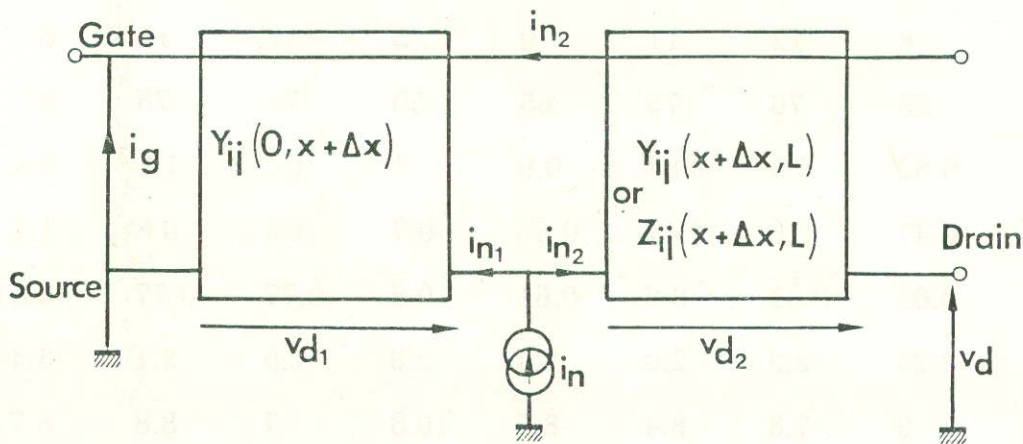 Gate
i_n2
i_g
Y_ij (0, x + Δx)
Y_ij (x + Δx, L)
or
Z_ij (x + Δx, L)
Drain
Source
i_n1 i_n2
v_d1
i_n
v_d2
v_d